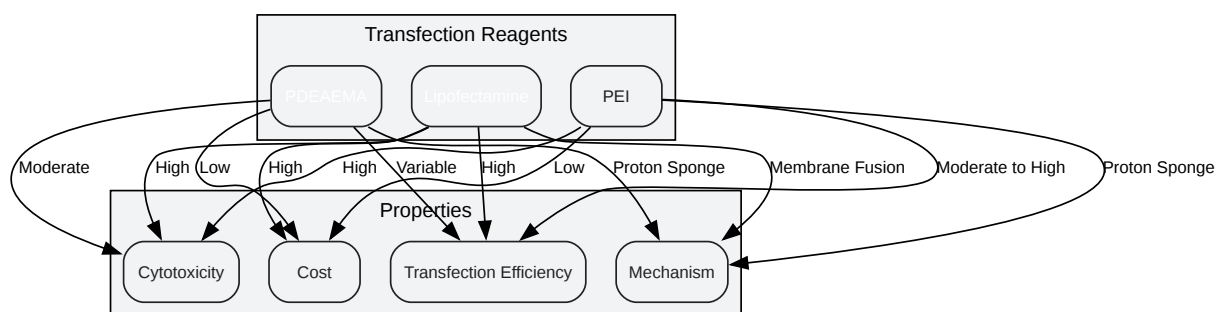 Transfection Reagents
PDEAEMA
Lipofectamine
PEI
Moderate
High
Low
High
High
Variable
High
Low
Proton Sponge
Membrane Fusion
Moderate to High
Proton Sponge
Properties
Cytotoxicity
Cost
Transfection Efficiency
Mechanism